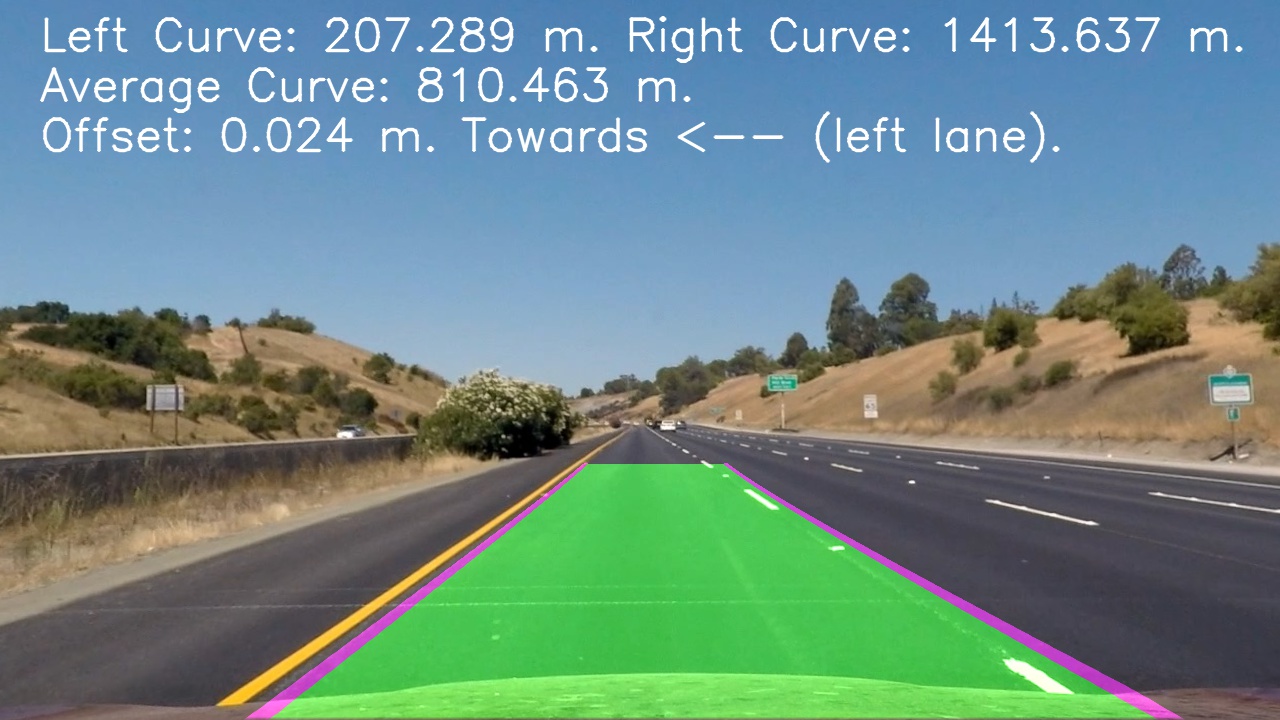 Left Curve: 207.289 m. Right Curve: 1413.637 m.
Average Curve: 810.463 m.
Offset: 0.024 m. Towards <-- (left lane).